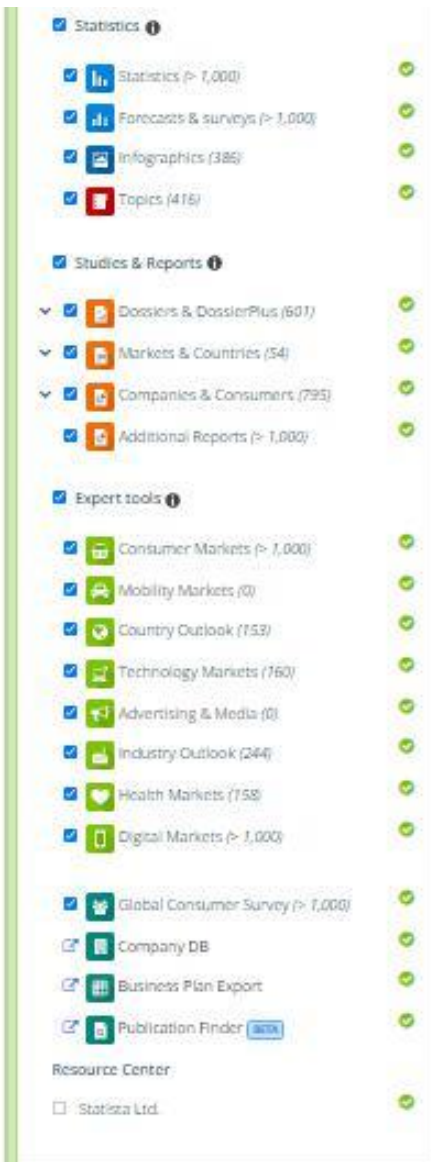 Statistics
Statistics (> 1,000)
Forecasts & surveys (> 1,000)
Infographics (386)
Topics (416)
Studies & Reports
Dossiers & DossierPlus (601)
Markets & Countries (54)
Companies & Consumers (795)
Additional Reports (> 1,000)
Expert tools
Consumer Markets (> 1,000)
Mobility Markets (0)
Country Outlook (153)
Technology Markets (160)
Advertising & Media (0)
Industry Outlook (244)
Health Markets (158)
Digital Markets (> 1,000)
Global Consumer Survey (> 1,000)
Company DB
Business Plan Export
Publication Finder BETA
Resource Center
Statista Ltd.